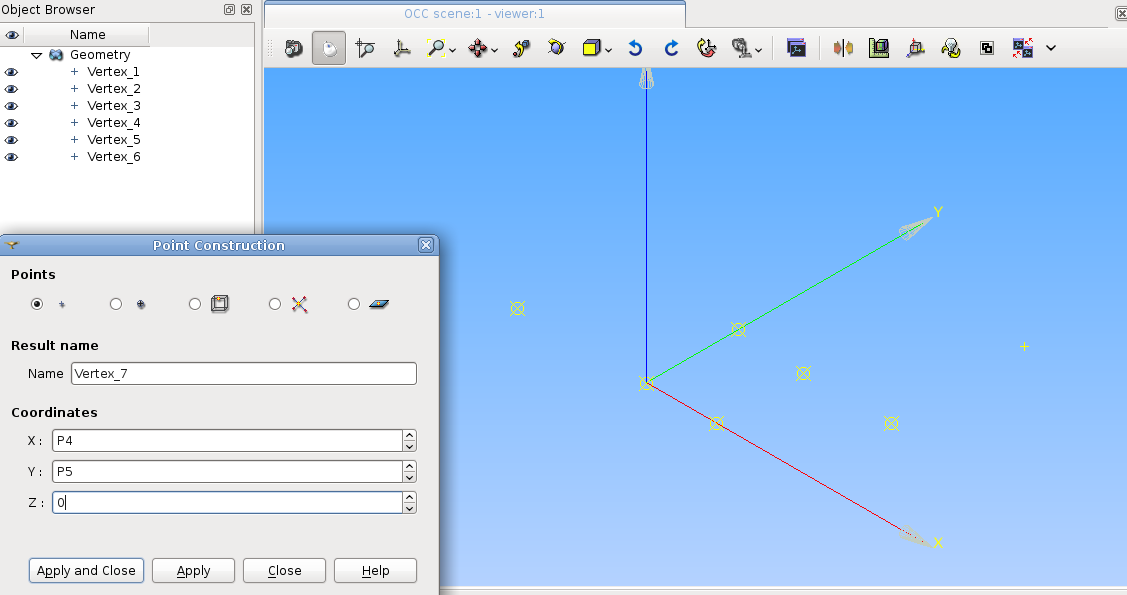 Object Browser
Name
Geometry
Vertex_1
Vertex_2
Vertex_3
Vertex_4
Vertex_5
Vertex_6
OCC scene:1 - viewer:1
Y
X
Point Construction
Points
Result name
Name Vertex_7
Coordinates
X : P4
Y : P5
Z : 0
Apply and Close Apply Close Help